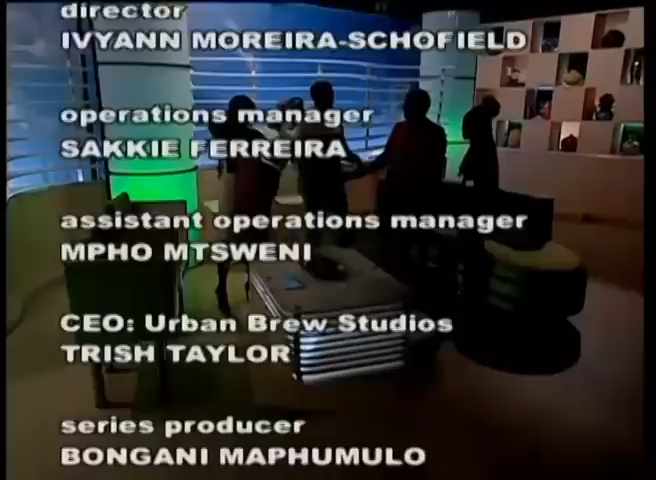 director
IVYANN MOREIRA-SCHOFIELD
operations manager
SAKKIE FERREIRA
assistant operations manager
MPHO MTSWENI
CEO: Urban Brew Studios
TRISH TAYLOR
series producer
BONGANI MAPHUMULO